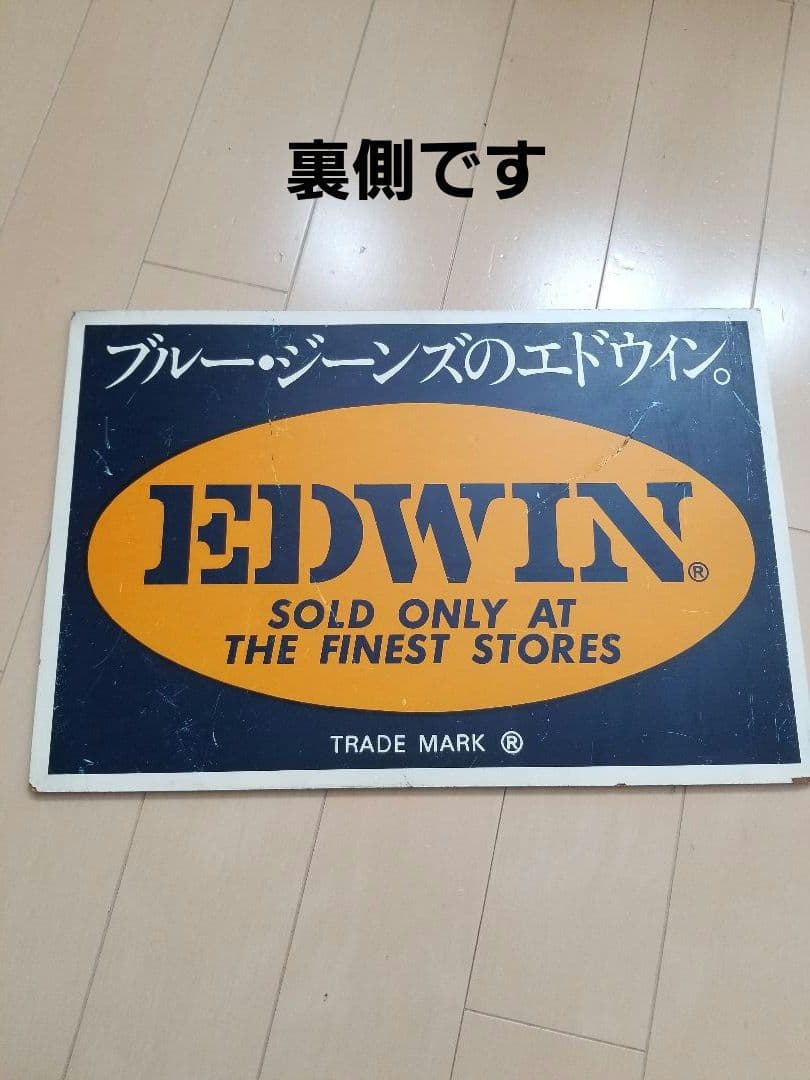 裏側です
ブルー・ジーンズのエドウイン。
EDWIN®
SOLD ONLY AT
THE FINEST STORES
TRADE MARK ®